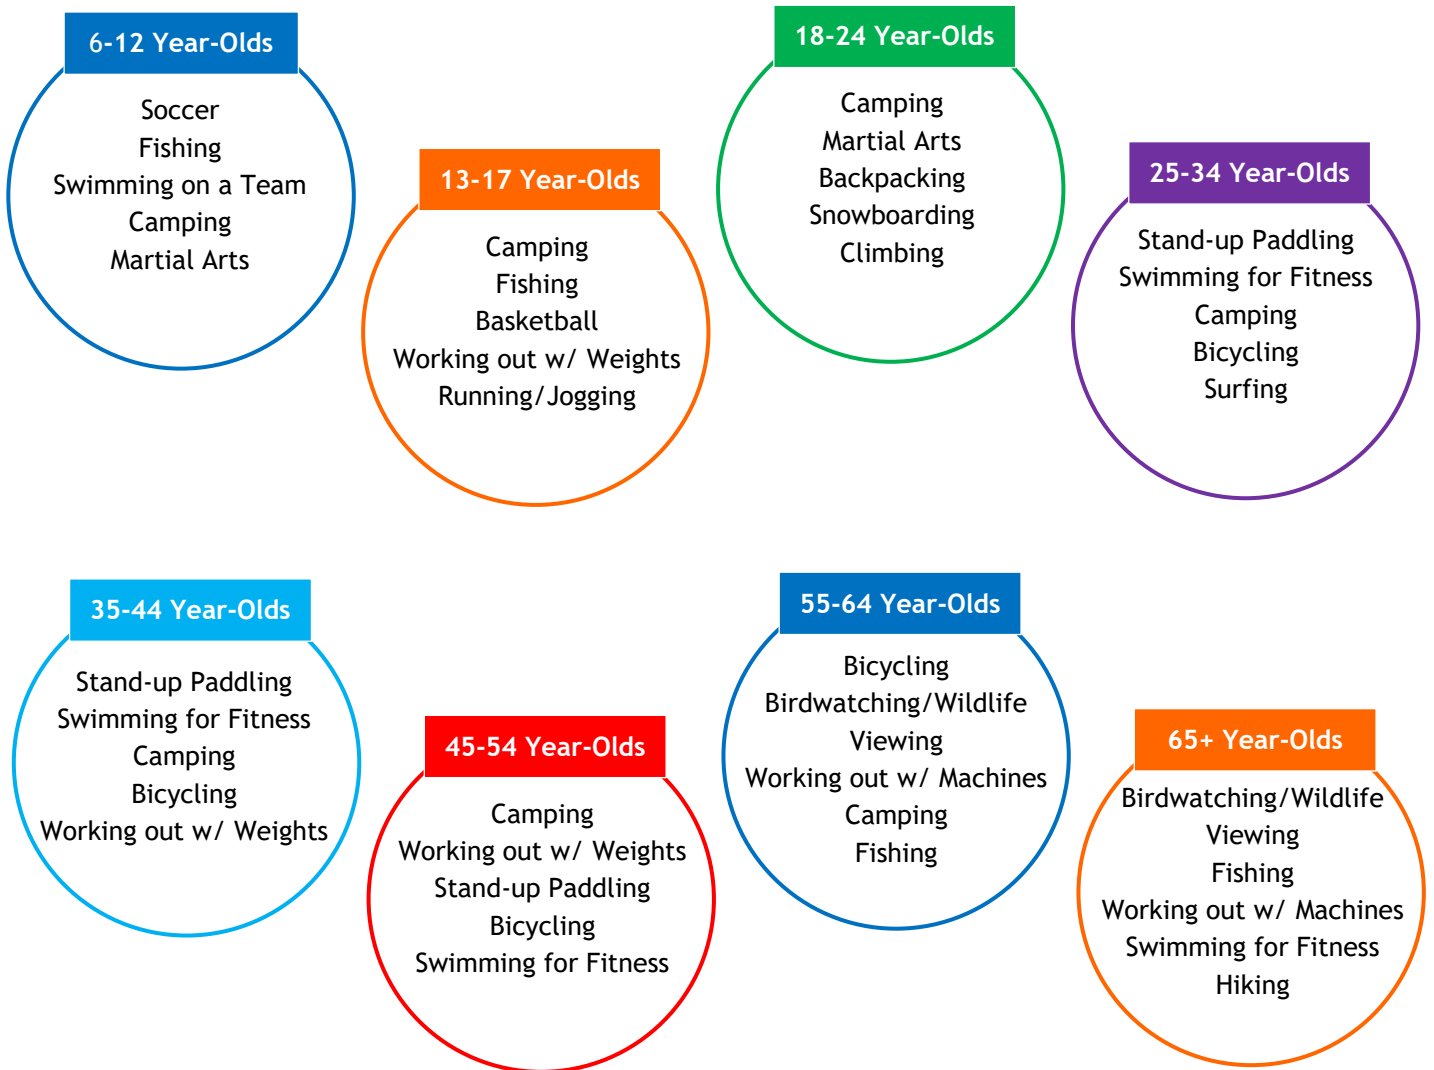 6-12 Year-Olds
Soccer
Fishing
Swimming on a Team
Camping
Martial Arts
13-17 Year-Olds
Camping
Fishing
Basketball
Working out w/ Weights
Running/Jogging
18-24 Year-Olds
Camping
Martial Arts
Backpacking
Snowboarding
Climbing
25-34 Year-Olds
Stand-up Paddling
Swimming for Fitness
Camping
Bicycling
Surfing
35-44 Year-Olds
Stand-up Paddling
Swimming for Fitness
Camping
Bicycling
Working out w/ Weights
45-54 Year-Olds
Camping
Working out w/ Weights
Stand-up Paddling
Bicycling
Swimming for Fitness
55-64 Year-Olds
Bicycling
Birdwatching/Wildlife
Viewing
Working out w/ Machines
Camping
Fishing
65+ Year-Olds
Birdwatching/Wildlife
Viewing
Fishing
Working out w/ Machines
Swimming for Fitness
Hiking